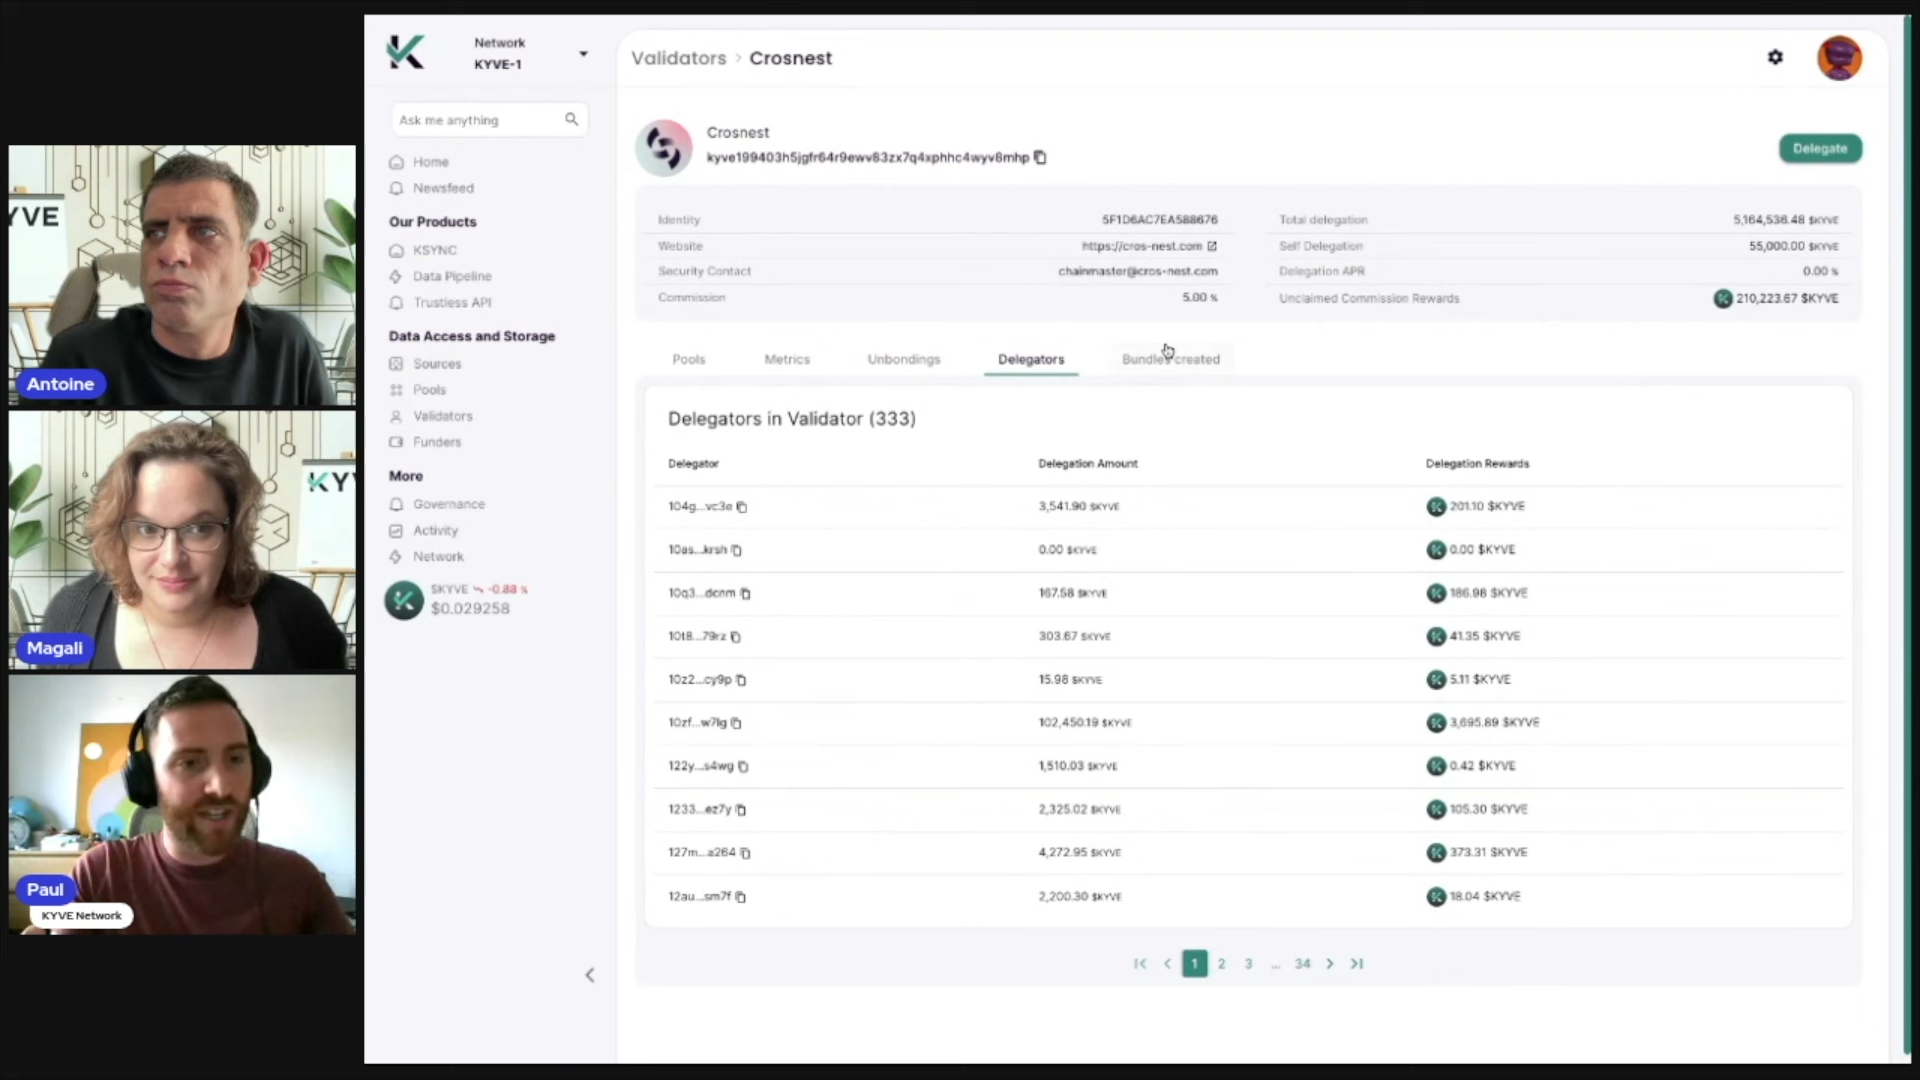 YVE
Antoine
KY
Magali
Paul
KYVE Network
Network
KYVE-1
Ask me anything
Home
Newsfeed
Our Products
KSYNC
Data Pipeline
Trustless API
Data Access and Storage
Sources
Pools
Validators
Funders
More
Governance
Activity
Network
$KYVE -0.88 %
$0.029258
Validators > Crosnest
Crosnest
kyve199403h5jgfr64r9ewv83zx7q4xphhc4wyv8mhp
Delegate
Identity 5F1D6AC7EA588676
Website https://cros-nest.com
Security Contact chainmaster@cros-nest.com
Commission 5.00 %
Total delegation 5,164,536.48 $KYVE
Self Delegation 55,000.00 $KYVE
Delegation APR 0.00 %
Unclaimed Commission Rewards 210,223.67 $KYVE
Pools Metrics Unbondings Delegators Bundles created
Delegators in Validator (333)
Delegator Delegation Amount Delegation Rewards
104g...vc3e 3,541.90 $KYVE 201.10 $KYVE
10as...krsh 0.00 $KYVE 0.00 $KYVE
10q3...dcnm 167.58 $KYVE 186.98 $KYVE
10t8...79rz 303.67 $KYVE 41.35 $KYVE
10z2...cy9p 15.98 $KYVE 5.11 $KYVE
10zf...w7lg 102,450.19 $KYVE 3,695.89 $KYVE
122y...s4wg 1,510.03 $KYVE 0.42 $KYVE
1233...ez7y 2,325.02 $KYVE 105.30 $KYVE
127m...a264 4,272.95 $KYVE 373.31 $KYVE
12au...sm7f 2,200.30 $KYVE 18.04 $KYVE
1 2 3 ... 34